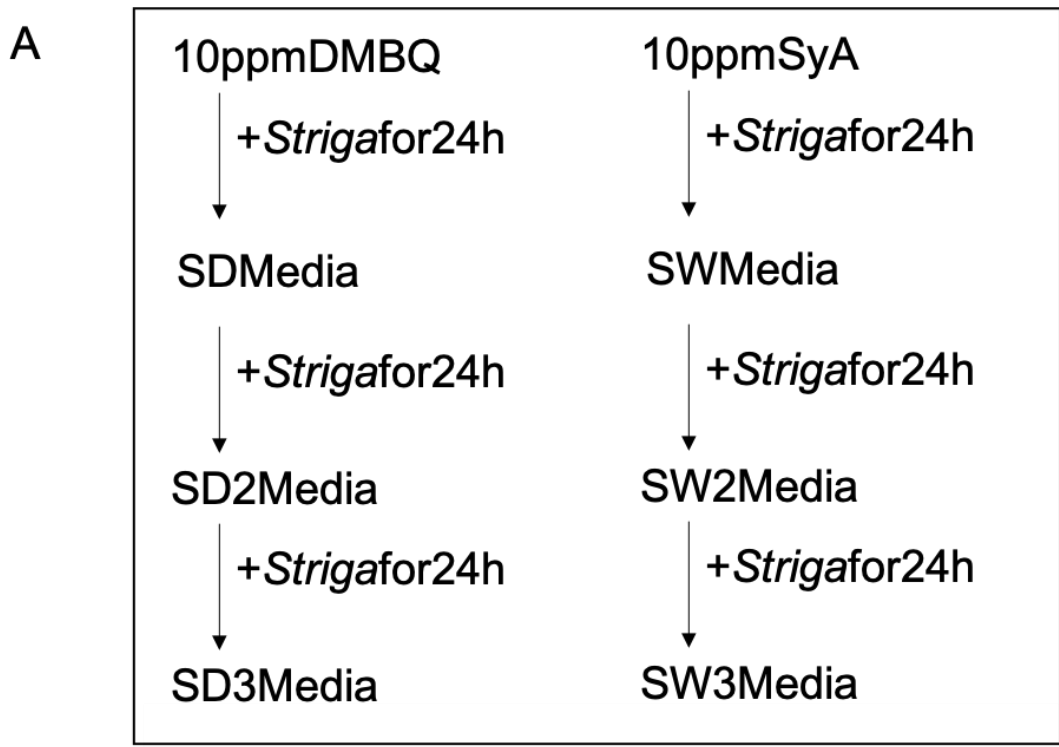 A
10ppmDMBQ 10ppmSyA
+Strigafor24h +Strigafor24h
SDMedia SWMedia
+Strigafor24h +Strigafor24h
SD2Media SW2Media
+Strigafor24h +Strigafor24h
SD3Media SW3Media